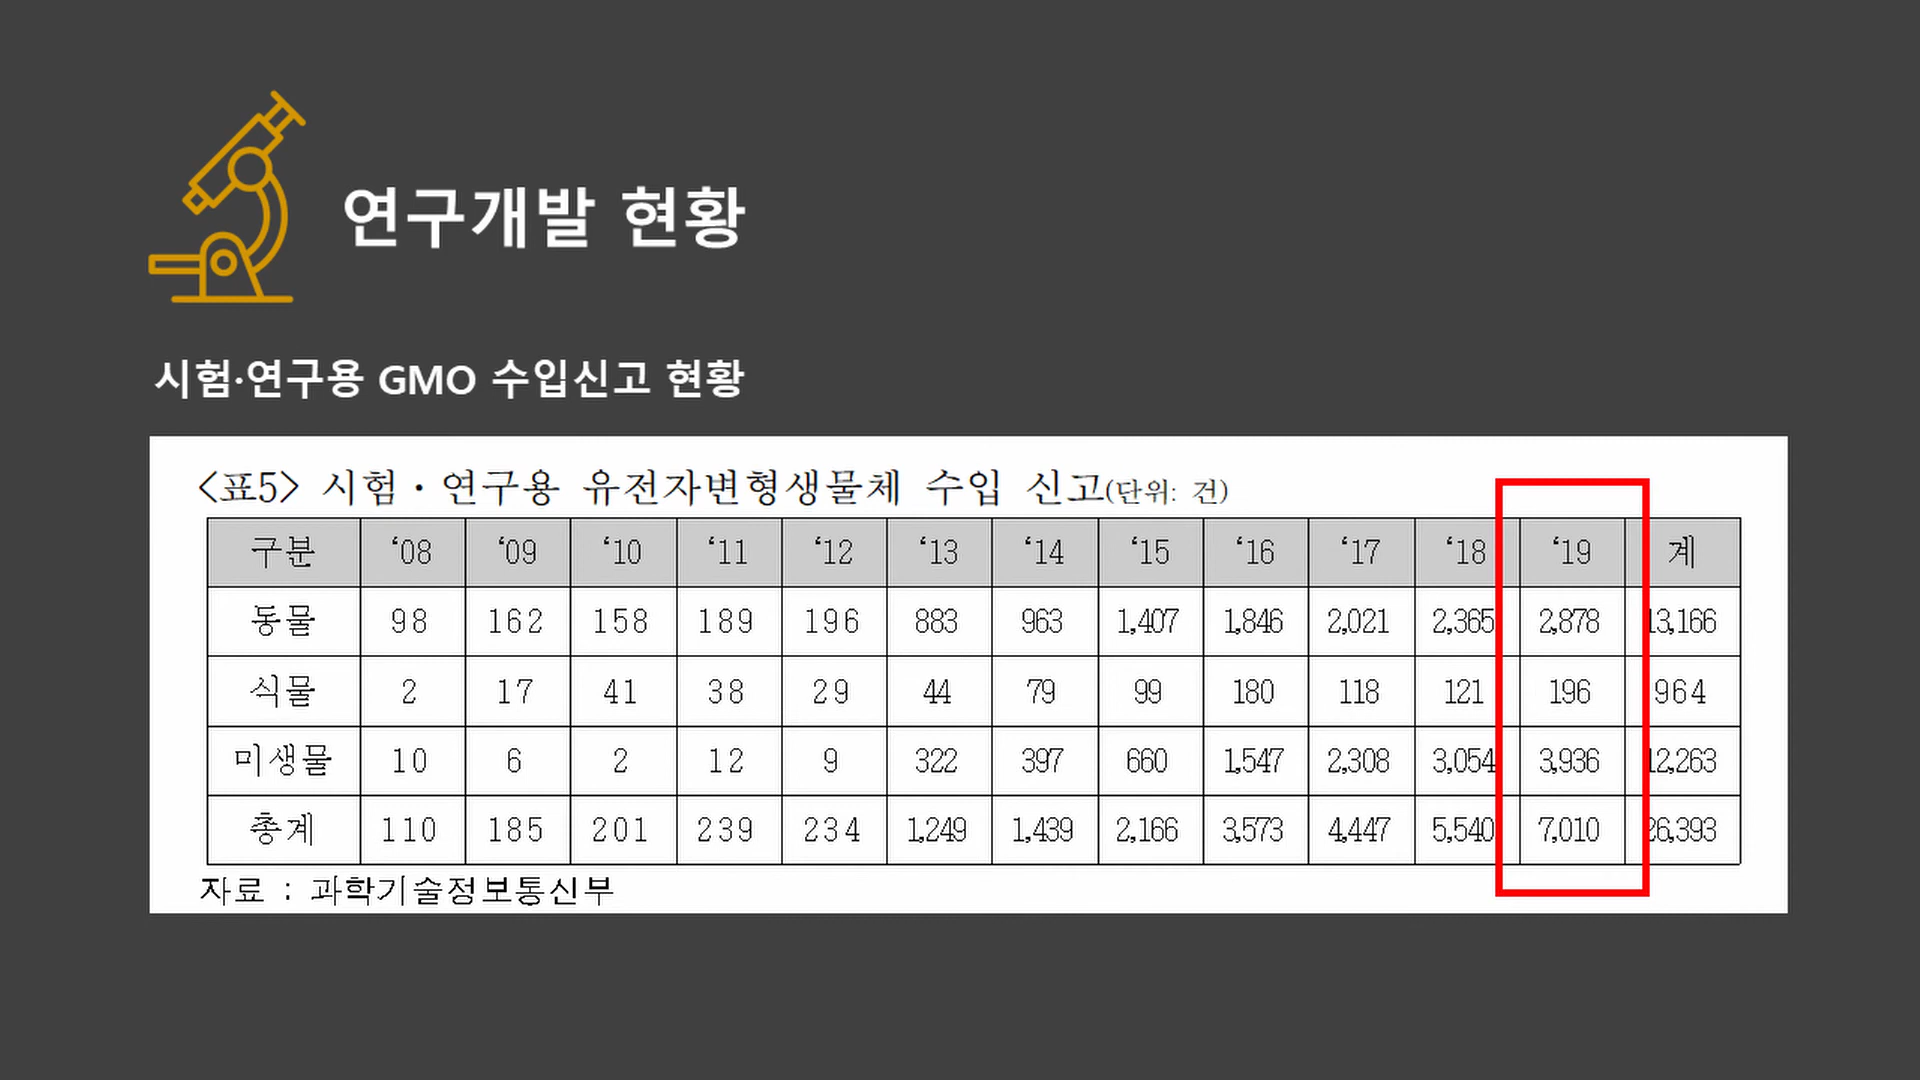 연구개발 현황
시험·연구용 GMO 수입신고 현황
<표5> 시험·연구용 유전자변형생물체 수입 신고(단위: 건)
구분 ‘08 ‘09 ‘10 ‘11 ‘12 ‘13 ‘14 ‘15 ‘16 ‘17 ‘18 ‘19 계
동물 98 162 158 189 196 883 963 1,407 1,846 2,021 2,365 2,878 13,166
식물 2 17 41 38 29 44 79 99 180 118 121 196 964
미생물 10 6 2 12 9 322 397 660 1,547 2,308 3,054 3,936 12,263
총계 110 185 201 239 234 1,249 1,439 2,166 3,573 4,447 5,540 7,010 26,393
자료 : 과학기술정보통신부